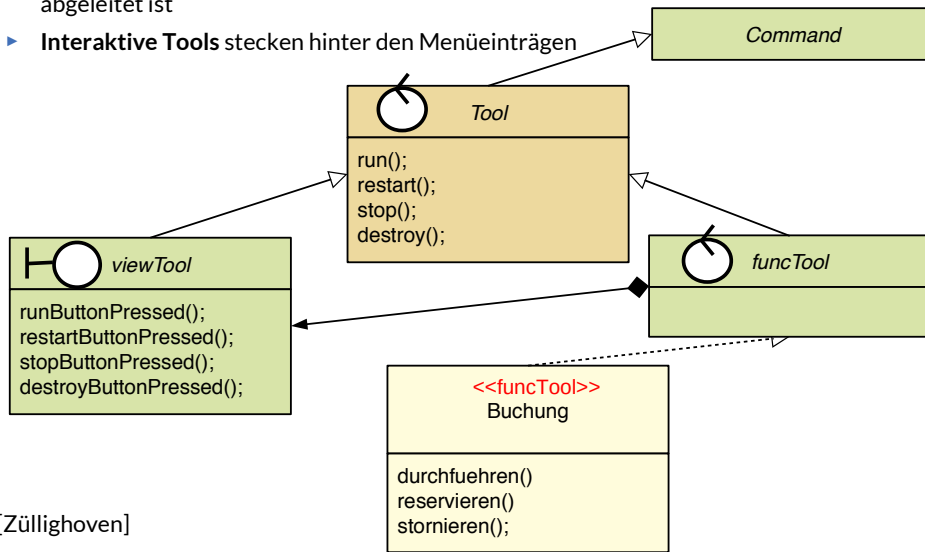 abgeleitet ist
Interaktive Tools stecken hinter den Menüeinträgen
Command
Tool
run();
restart();
stop();
destroy();
viewTool
runButtonPressed();
restartButtonPressed();
stopButtonPressed();
destroyButtonPressed();
funcTool
<<funcTool>>
Buchung
durchfuehren()
reservieren()
stornieren();
[Züllighoven]